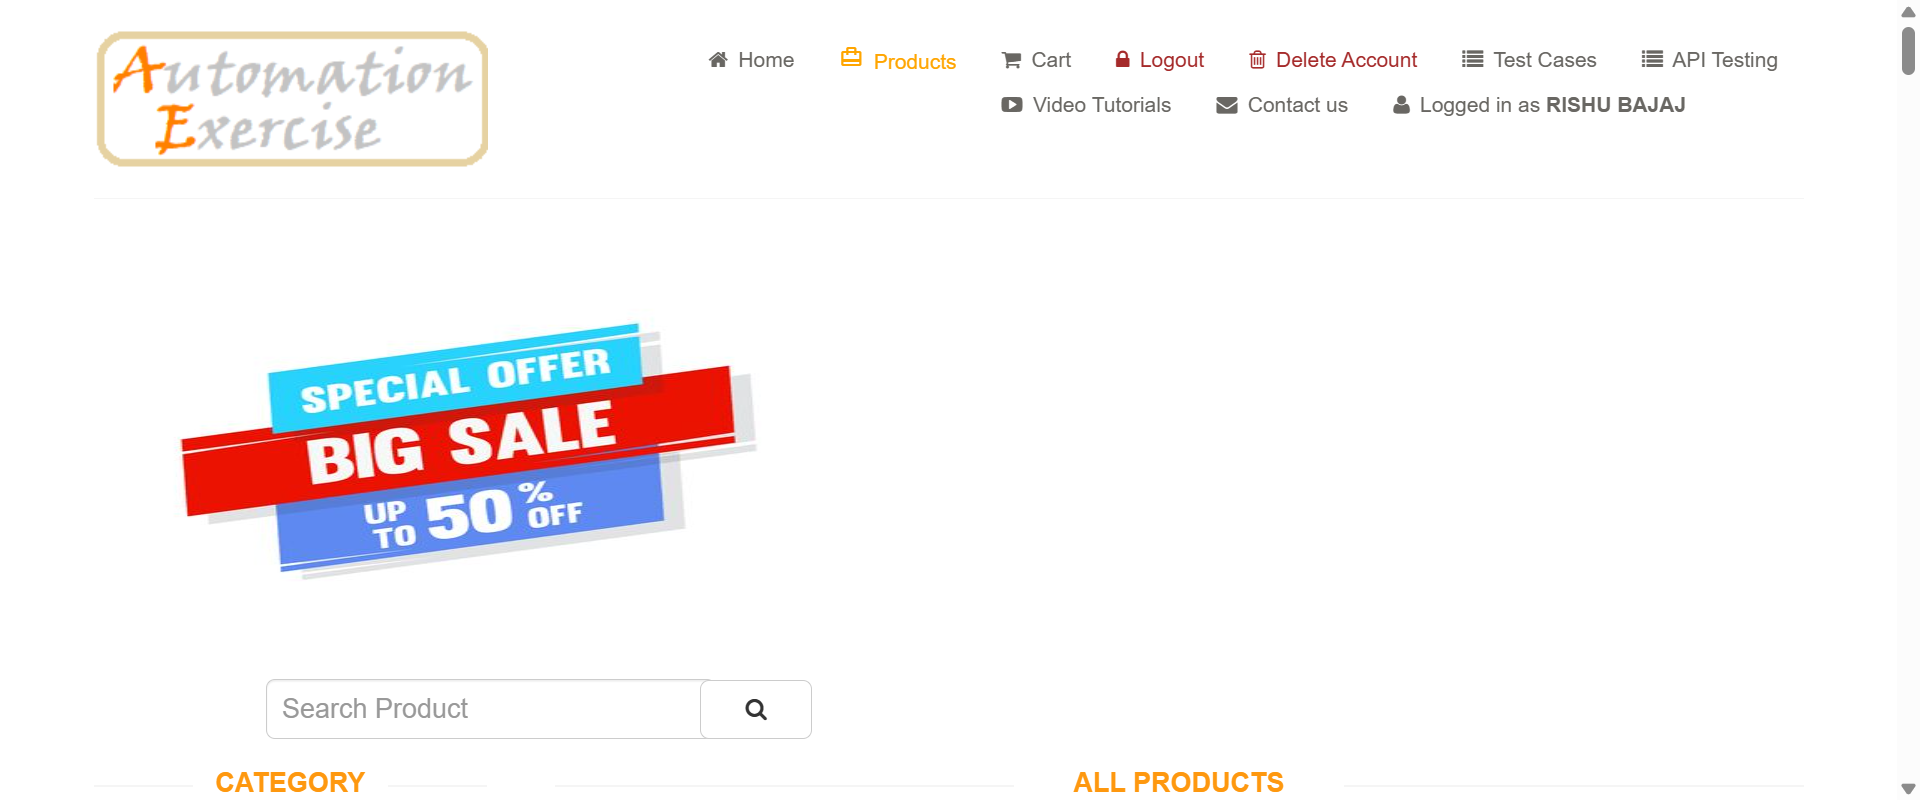 Automation
Exercise
Home Products Cart Logout Delete Account Test Cases API Testing
Video Tutorials Contact us Logged in as RISHU BAJAJ
SPECIAL OFFER
BIG SALE
UP TO 50% OFF
Search Product
CATEGORY ALL PRODUCTS